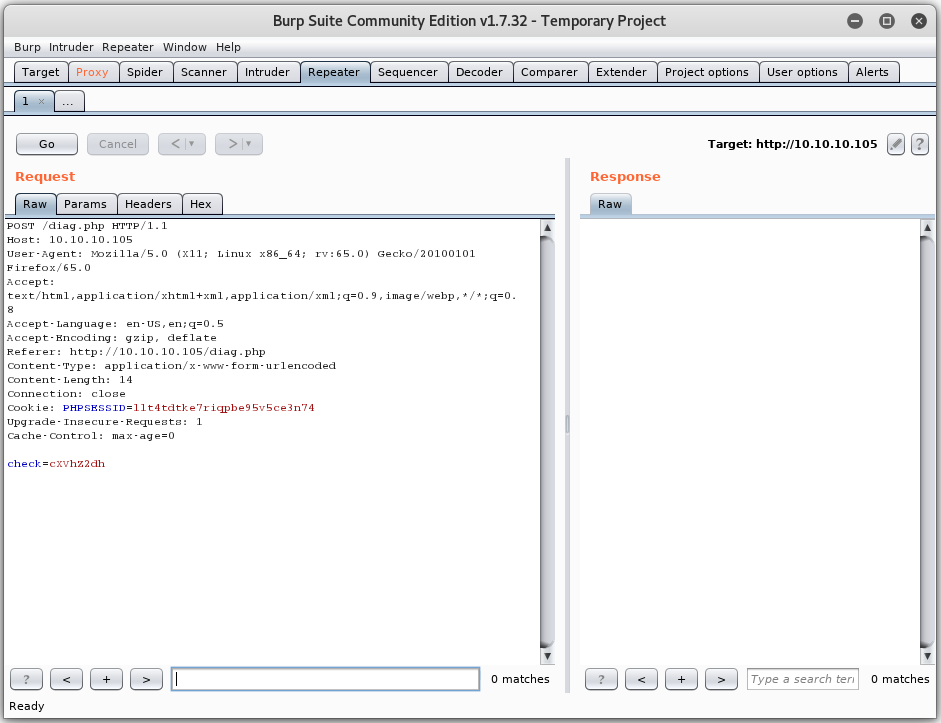 Burp Suite Community Edition v1.7.32 - Temporary Project
Burp Intruder Repeater Window Help
Target Proxy Spider Scanner Intruder Repeater Sequencer Decoder Comparer Extender Project options User options Alerts
1 × ...
Go Cancel < ▼ > ▼ Target: http://10.10.10.105 ?
Request
Raw Params Headers Hex
POST /diag.php HTTP/1.1
Host: 10.10.10.105
User-Agent: Mozilla/5.0 (X11; Linux x86_64; rv:65.0) Gecko/20100101
Firefox/65.0
Accept:
text/html,application/xhtml+xml,application/xml;q=0.9,image/webp,*/*;q=0.
8
Accept-Language: en-US,en;q=0.5
Accept-Encoding: gzip, deflate
Referer: http://10.10.10.105/diag.php
Content-Type: application/x-www-form-urlencoded
Content-Length: 14
Connection: close
Cookie: PHPSESSID=llt4tdtke7riqpbe95v5ce3n74
Upgrade-Insecure-Requests: 1
Cache-Control: max-age=0
check=cXVhZ2dh
? < + > 0 matches
Response
Raw
? < + > Type a search ter 0 matches
Ready